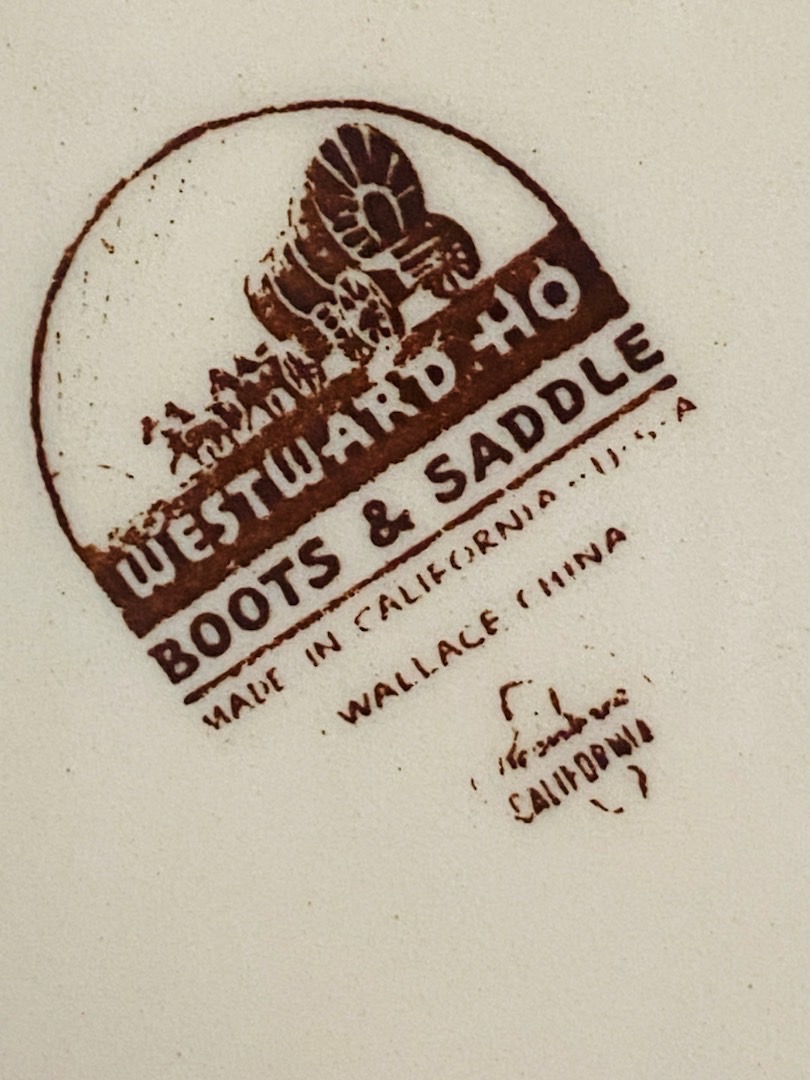 WESTWARD HO
BOOTS & SADDLE
MADE IN CALIFORNIA - U.S.A
WALLACE CHINA
CALIFORNIA